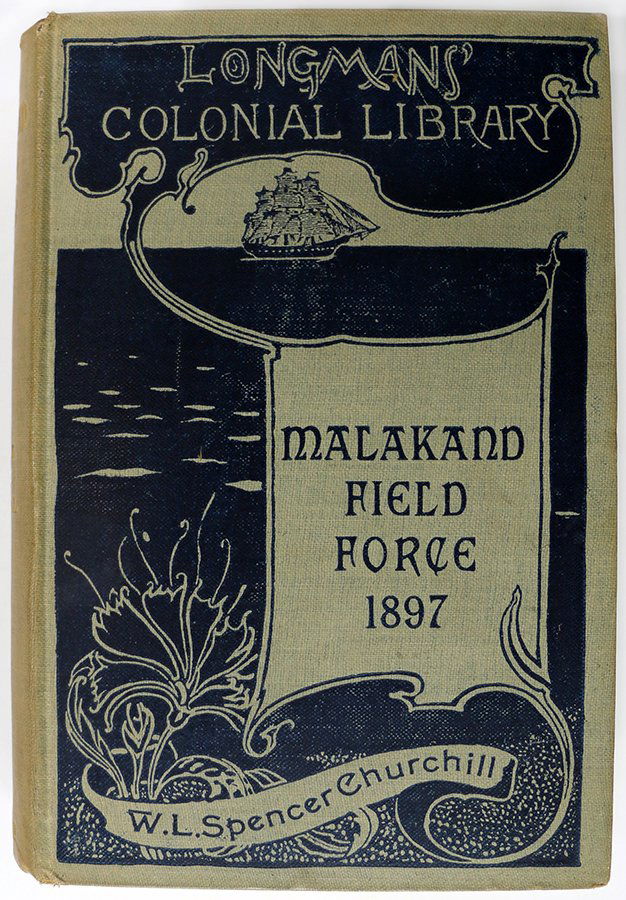 LONGMANS'
COLONIAL LIBRARY
MALAKAND
FIELD
FORCE
1897
W.L.Spencer Churchill